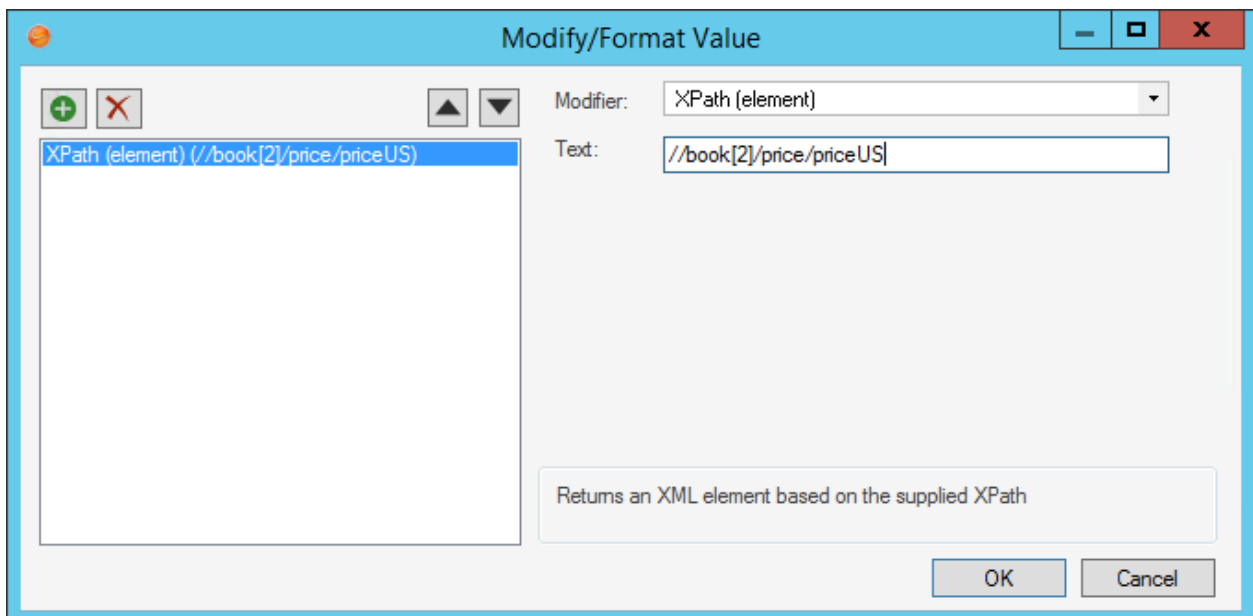 Modify/Format Value
X
Modifier: XPath (element)
XPath (element) (//book[2]/price/priceUS)
Text: //book[2]/price/priceUS
Returns an XML element based on the supplied XPath
OK Cancel